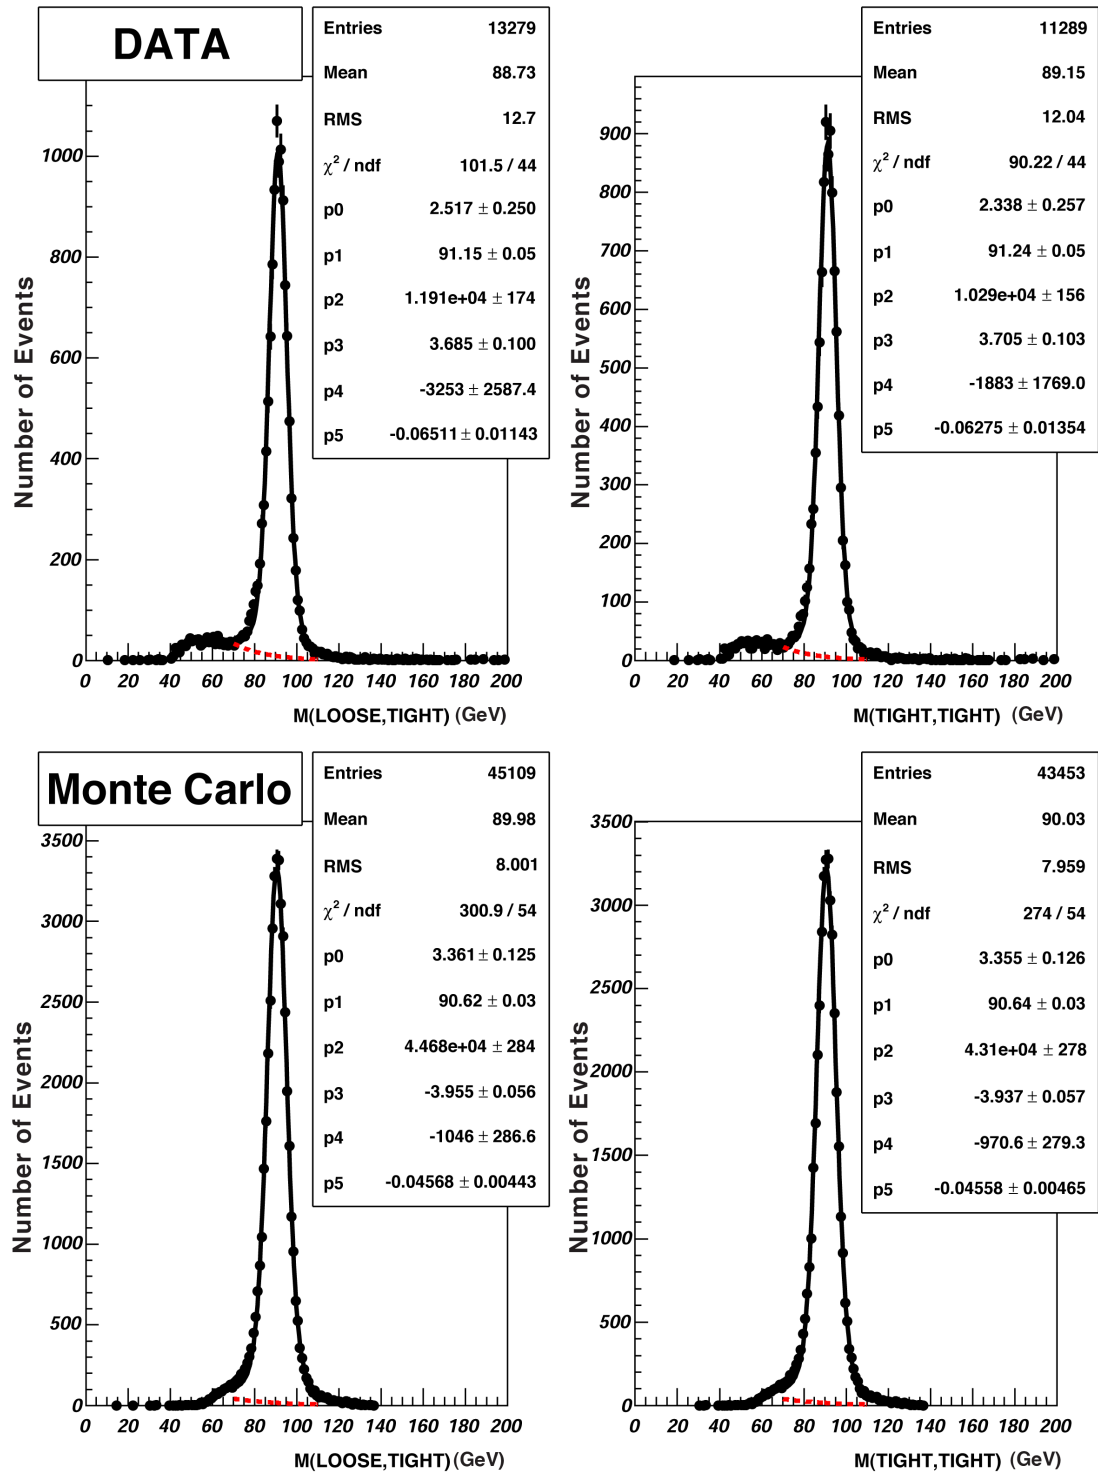 DATA
Entries 13279
Mean 88.73
RMS 12.7
χ² / ndf 101.5 / 44
p0 2.517 ± 0.250
p1 91.15 ± 0.05
p2 1.191e+04 ± 174
p3 3.685 ± 0.100
p4 -3253 ± 2587.4
p5 -0.06511 ± 0.01143
Number of Events
1000
800
600
400
200
0
0 20 40 60 80 100 120 140 160 180 200
M(LOOSE,TIGHT) (GeV)
Entries 11289
Mean 89.15
RMS 12.04
χ² / ndf 90.22 / 44
p0 2.338 ± 0.257
p1 91.24 ± 0.05
p2 1.029e+04 ± 156
p3 3.705 ± 0.103
p4 -1883 ± 1769.0
p5 -0.06275 ± 0.01354
Number of Events
900
800
700
600
500
400
300
200
100
0
0 20 40 60 80 100 120 140 160 180 200
M(TIGHT,TIGHT) (GeV)
Monte Carlo
Entries 45109
Mean 89.98
RMS 8.001
χ² / ndf 300.9 / 54
p0 3.361 ± 0.125
p1 90.62 ± 0.03
p2 4.468e+04 ± 284
p3 -3.955 ± 0.056
p4 -1046 ± 286.6
p5 -0.04568 ± 0.00443
Number of Events
3500
3000
2500
2000
1500
1000
500
0
0 20 40 60 80 100 120 140 160 180 200
M(LOOSE,TIGHT) (GeV)
Entries 43453
Mean 90.03
RMS 7.959
χ² / ndf 274 / 54
p0 3.355 ± 0.126
p1 90.64 ± 0.03
p2 4.31e+04 ± 278
p3 -3.937 ± 0.057
p4 -970.6 ± 279.3
p5 -0.04558 ± 0.00465
Number of Events
3500
3000
2500
2000
1500
1000
500
0
0 20 40 60 80 100 120 140 160 180 200
M(TIGHT,TIGHT) (GeV)